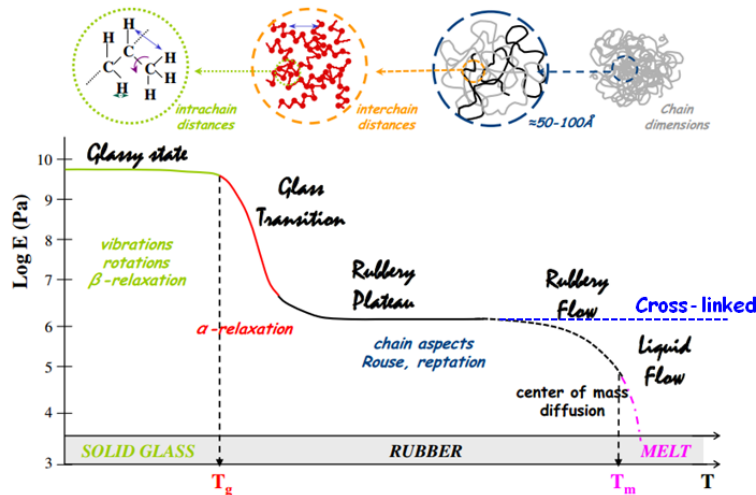 H
H
C
C
C
H
H
H
H
intrachain
distances
interchain
distances
≈50-100Å
Chain
dimensions
Log E (Pa)
10
9
8
7
6
5
4
3
Glassy state
Glass
Transition
vibrations
rotations
β-relaxation
α-relaxation
Rubbery
Plateau
chain aspects
Rouse, reptation
Rubbery
Flow
Cross-linked
Liquid
Flow
center of mass
diffusion
SOLID GLASS
RUBBER
MELT
Tg
Tm
T